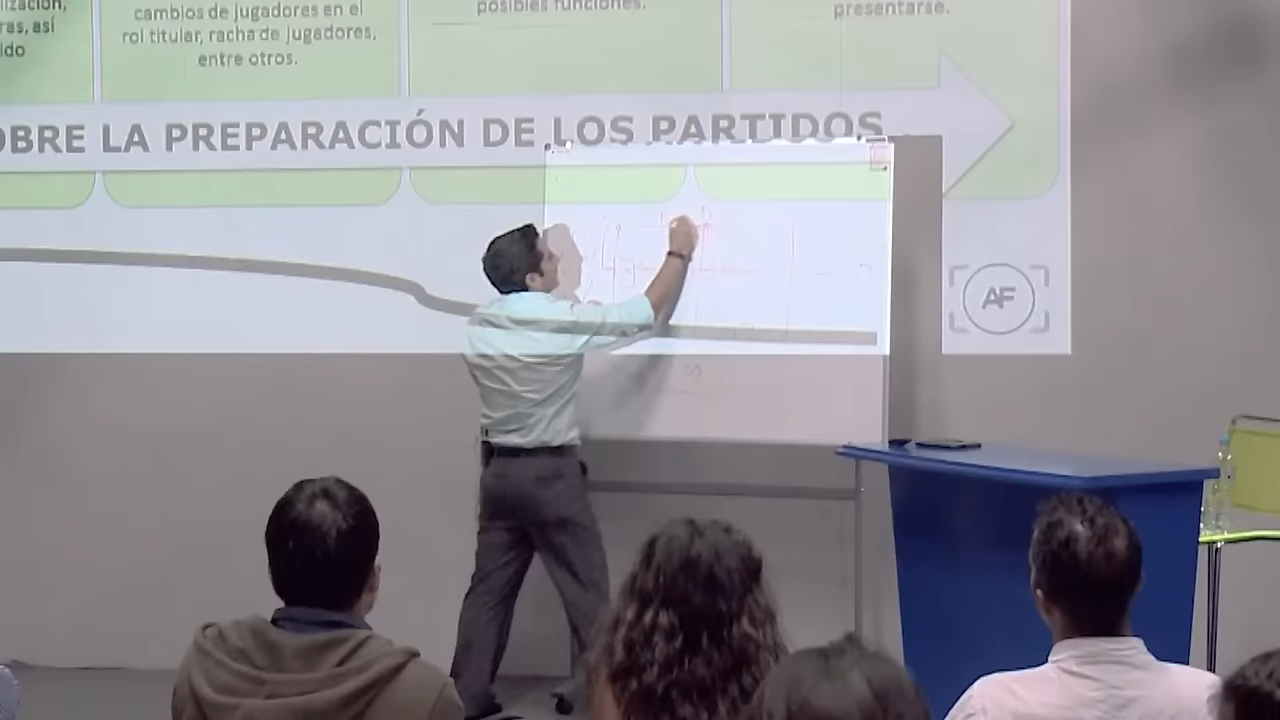 lización,
ras, así
ido
cambios de jugadores en el
rol titular, racha de jugadores,
entre otros.
posibles funciones.
presentarse.
OBRE LA PREPARACIÓN DE LOS PARTIDOS
AF